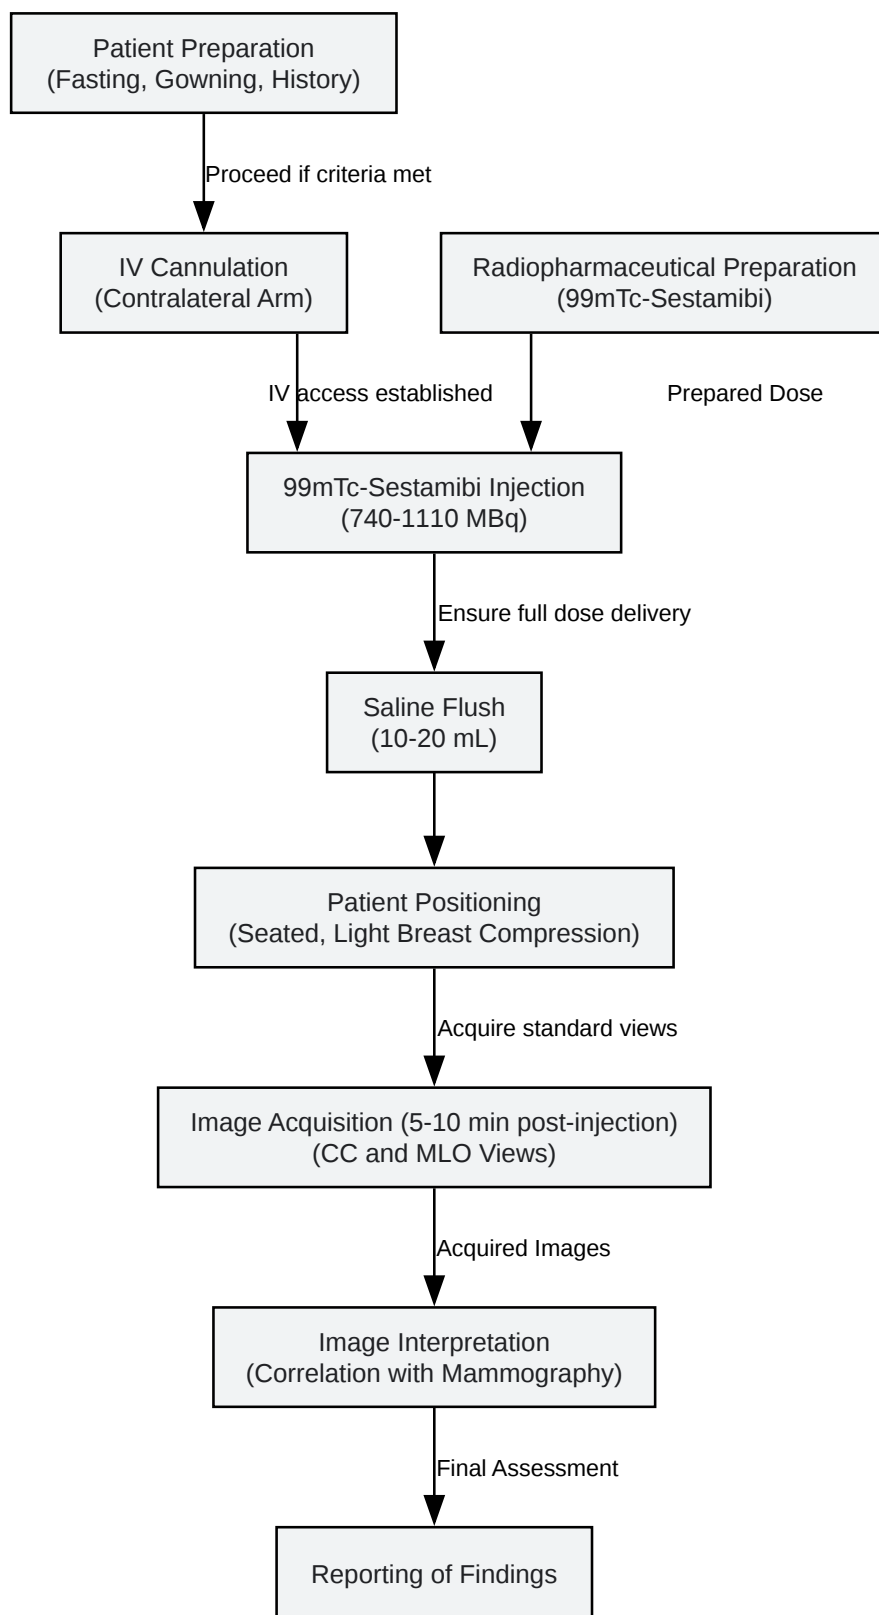 Patient Preparation
(Fasting, Gowning, History)
Proceed if criteria met
IV Cannulation
(Contralateral Arm)
Radiopharmaceutical Preparation
(99mTc-Sestamibi)
IV access established
Prepared Dose
99mTc-Sestamibi Injection
(740-1110 MBq)
Ensure full dose delivery
Saline Flush
(10-20 mL)
Patient Positioning
(Seated, Light Breast Compression)
Acquire standard views
Image Acquisition (5-10 min post-injection)
(CC and MLO Views)
Acquired Images
Image Interpretation
(Correlation with Mammography)
Final Assessment
Reporting of Findings